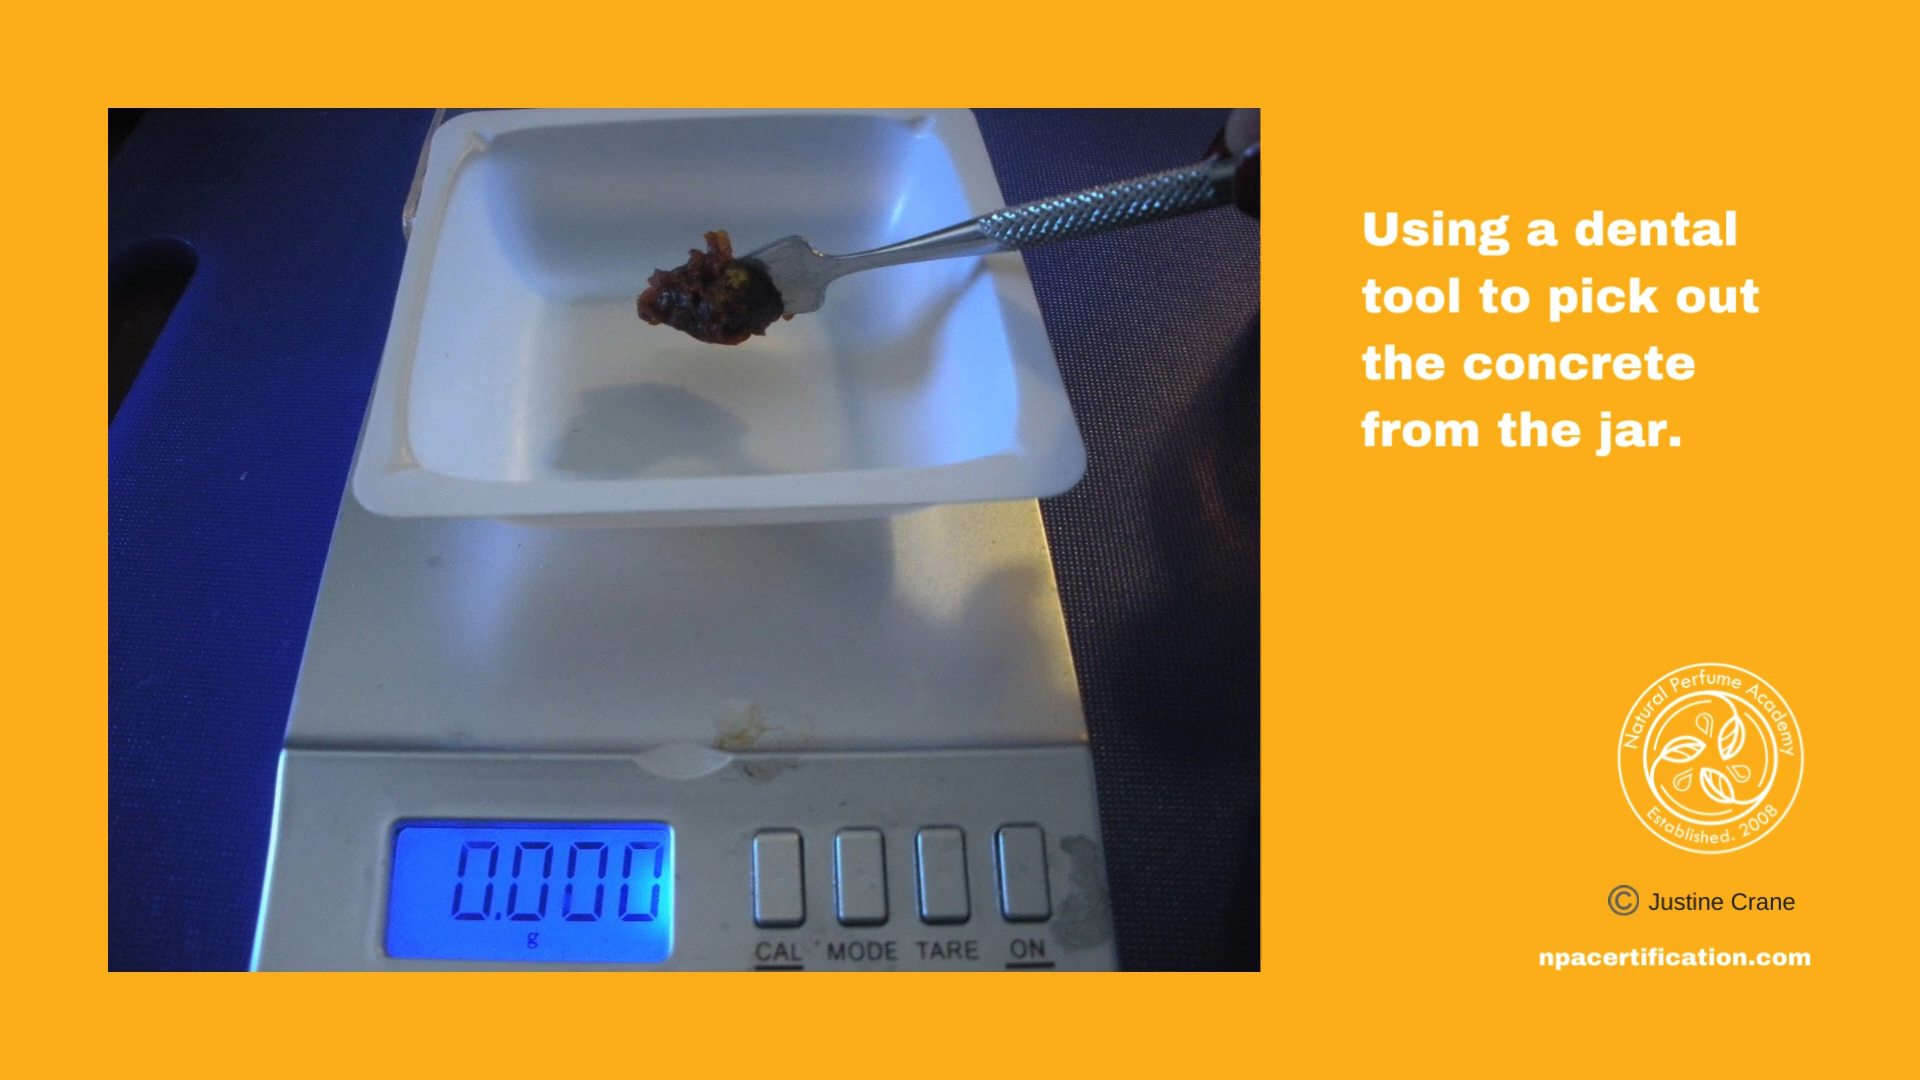 Using a dental
tool to pick out
the concrete
from the jar.
0.000
g
CAL MODE TARE ON
Natural Perfume Academy
Established. 2008
© Justine Crane
npacertification.com